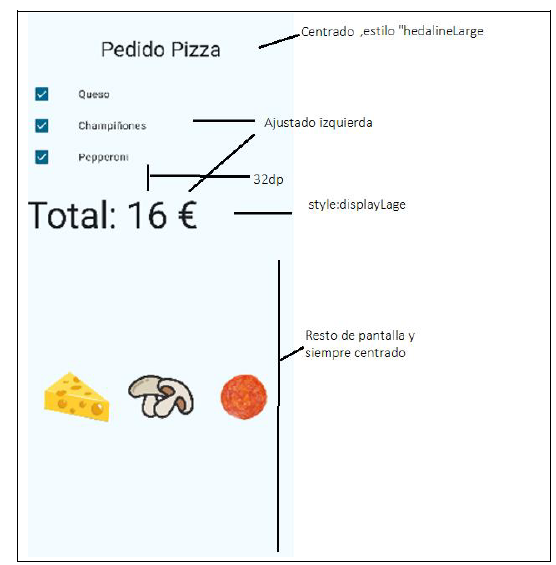 Pedido Pizza
Centrado ,estilo "hedalineLarge
Queso
Champiñones
Ajustado izquierda
Pepperoni
32dp
Total: 16 €
style:displayLage
Resto de pantalla y
siempre centrado